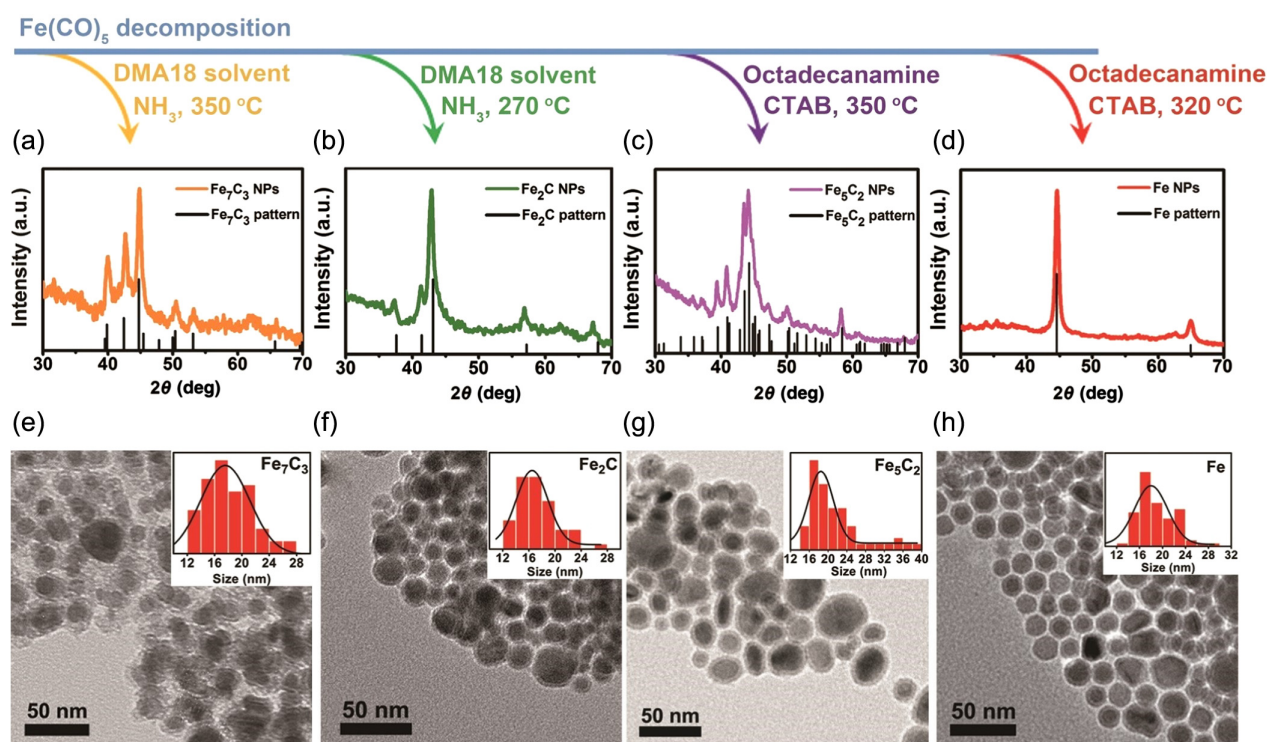 Fe(CO)5 decomposition
DMA18 solvent
NH3, 350 °C
DMA18 solvent
NH3, 270 °C
Octadecanamine
CTAB, 350 °C
Octadecanamine
CTAB, 320 °C
(a)
Intensity (a.u.)
Fe7C3 NPs
Fe7C3 pattern
30 40 50 60 70
2θ (deg)
(b)
Intensity (a.u.)
Fe2C NPs
Fe2C pattern
30 40 50 60 70
2θ (deg)
(c)
Intensity (a.u.)
Fe5C2 NPs
Fe5C2 pattern
30 40 50 60 70
2θ (deg)
(d)
Intensity (a.u.)
Fe NPs
Fe pattern
30 40 50 60 70
2θ (deg)
(e)
Fe7C3
12 16 20 24 28
Size (nm)
50 nm
(f)
Fe2C
12 16 20 24 28
Size (nm)
50 nm
(g)
Fe5C2
12 16 20 24 28 32 36 40
Size (nm)
50 nm
(h)
Fe
12 16 20 24 28 32
Size (nm)
50 nm